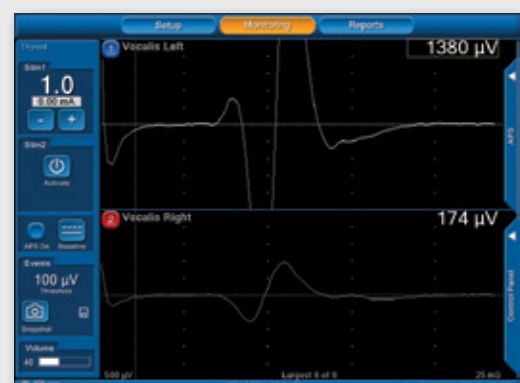 Setup Monitoring Reports
Thyroid
1 Vocalis Left 1380 µV
Stim1
1.0
0.00 mA
- +
Stim2
Activate
APS
2 Vocalis Right 174 µV
APS On Baseline
Events
100 µV
Threshold
Snapshot
Control Panel
Volume
40
500 µV Largest 6 of 6